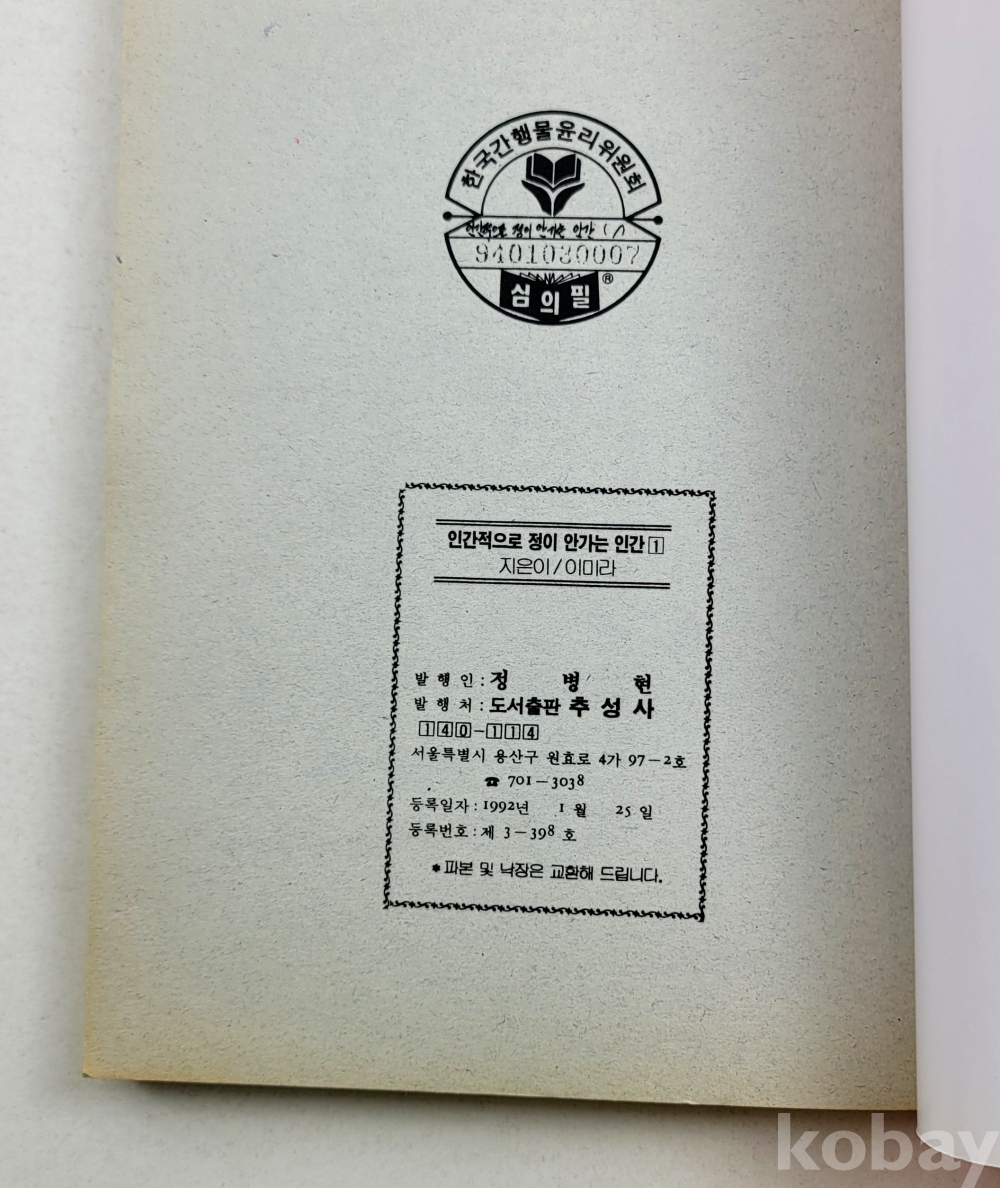 한국간행물윤리위원회
인간적으로 정이 안가는 인간
9401030007
심의필 ®
인간적으로 정이 안가는 인간 1
지은이/이미라
발행인 : 정병현
발행처 : 도서출판 추성사
140-114
서울특별시 용산구 원효로 4가 97-2호
☎ 701-3038
등록일자 : 1992년 1월 25일
등록번호 : 제 3-398 호
*파본 및 낙장은 교환해 드립니다.
kobay